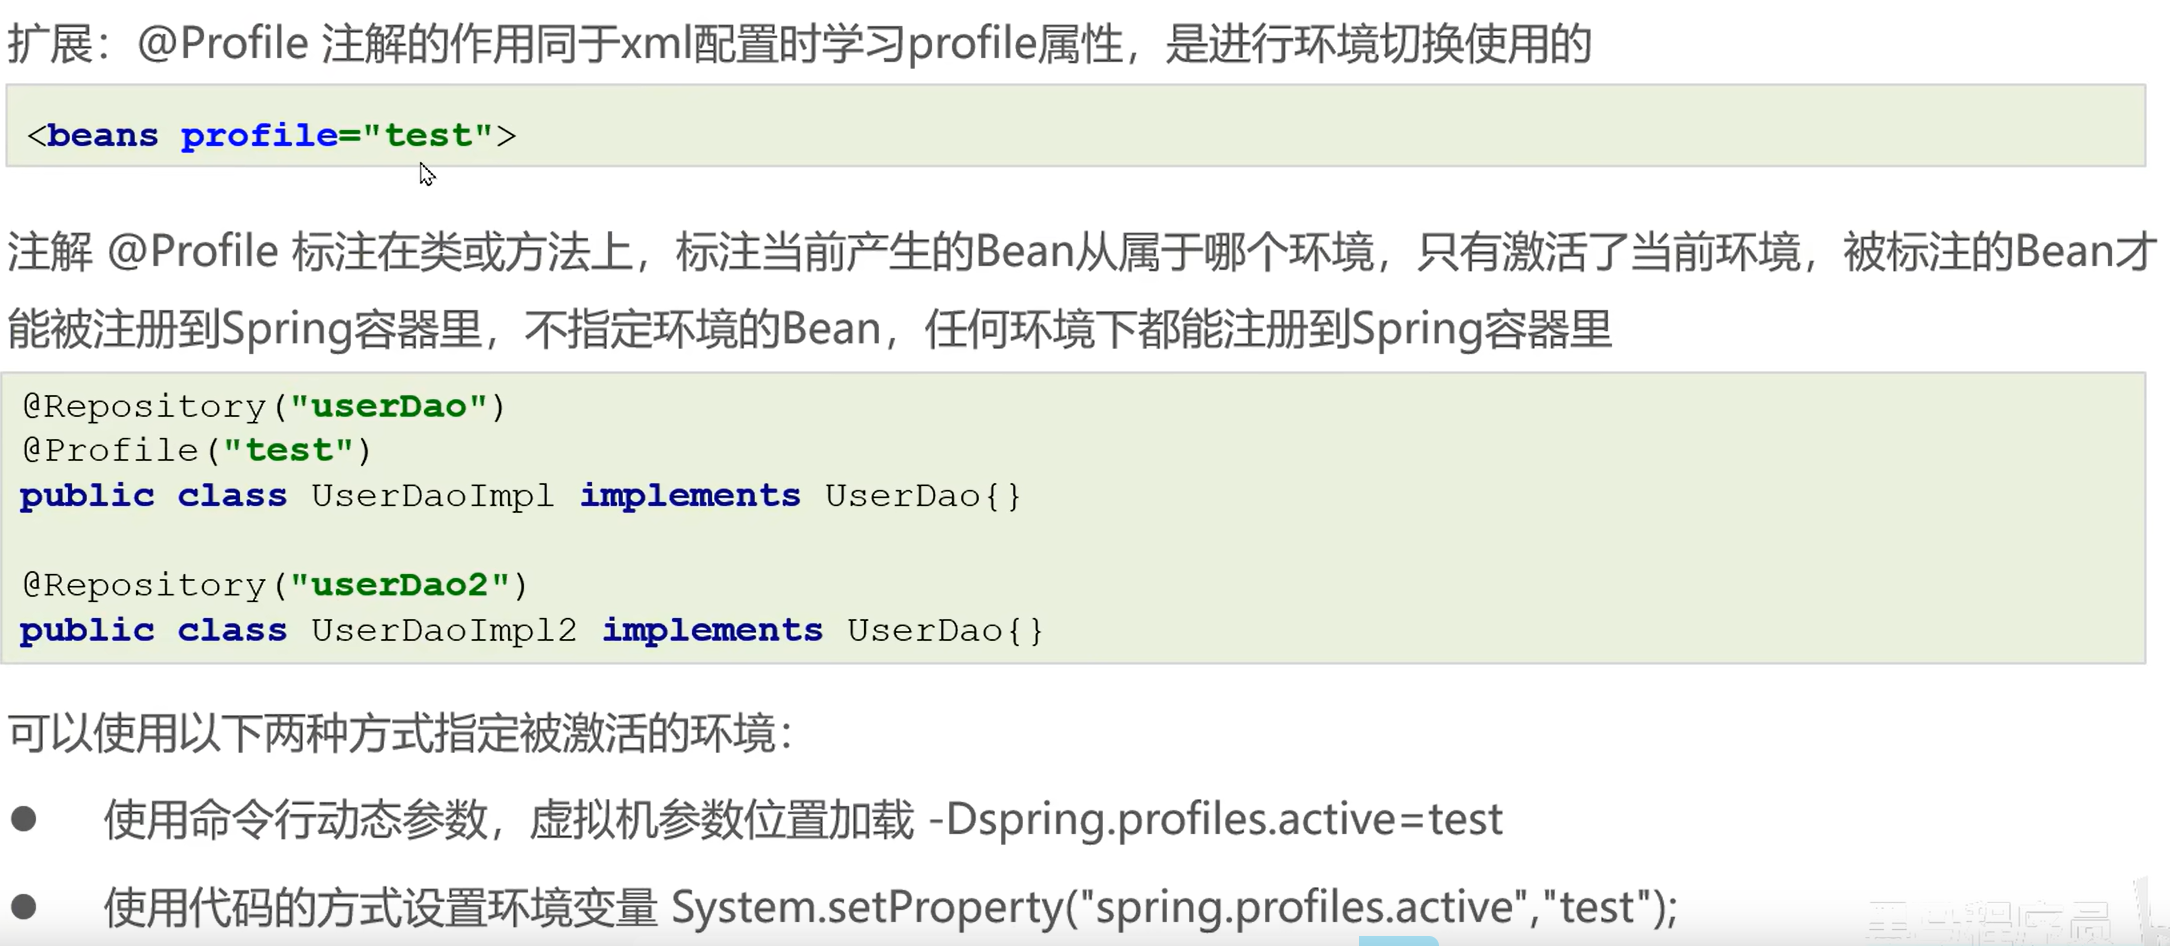 扩展：@Profile 注解的作用同于xml配置时学习profile属性，是进行环境切换使用的
<beans profile="test">
注解 @Profile 标注在类或方法上，标注当前产生的Bean从属于哪个环境，只有激活了当前环境，被标注的Bean才
能被注册到Spring容器里，不指定环境的Bean，任何环境下都能注册到Spring容器里
@Repository("userDao")
@Profile("test")
public class UserDaoImpl implements UserDao{}
@Repository("userDao2")
public class UserDaoImpl2 implements UserDao{}
可以使用以下两种方式指定被激活的环境：
● 使用命令行动态参数，虚拟机参数位置加载 -Dspring.profiles.active=test
● 使用代码的方式设置环境变量 System.setProperty("spring.profiles.active","test");